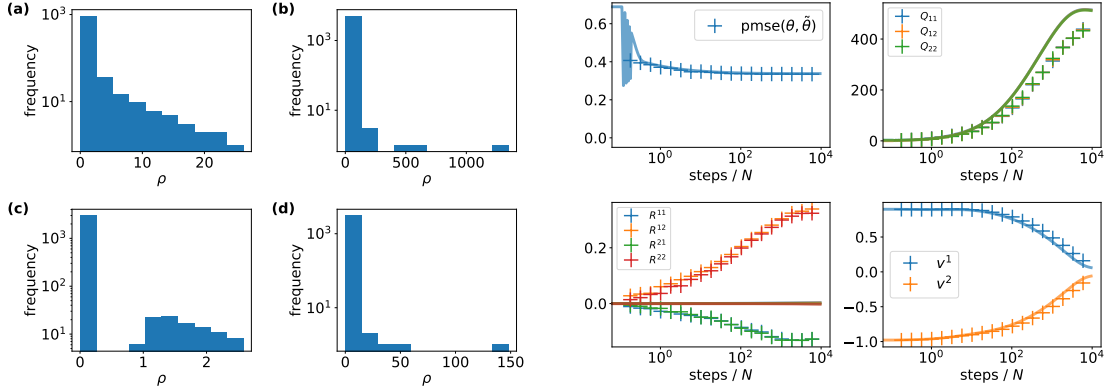 (a)
frequency
10³
10¹
0
10
20
ρ
(b)
frequency
10³
10¹
0
500
1000
ρ
(c)
frequency
10³
10²
10¹
0
1
2
ρ
(d)
frequency
10³
10¹
0
50
100
150
ρ
0.6
0.4
0.2
0.0
pmse(θ, θ̃)
10⁰
10²
10⁴
steps / N
400
200
0
Q₁₁
Q₁₂
Q₂₂
10⁰
10²
10⁴
steps / N
0.2
0.0
R¹¹
R¹²
R²¹
R²²
10⁰
10²
10⁴
steps / N
0.5
0.0
−0.5
−1.0
v¹
v²
10⁰
10²
10⁴
steps / N